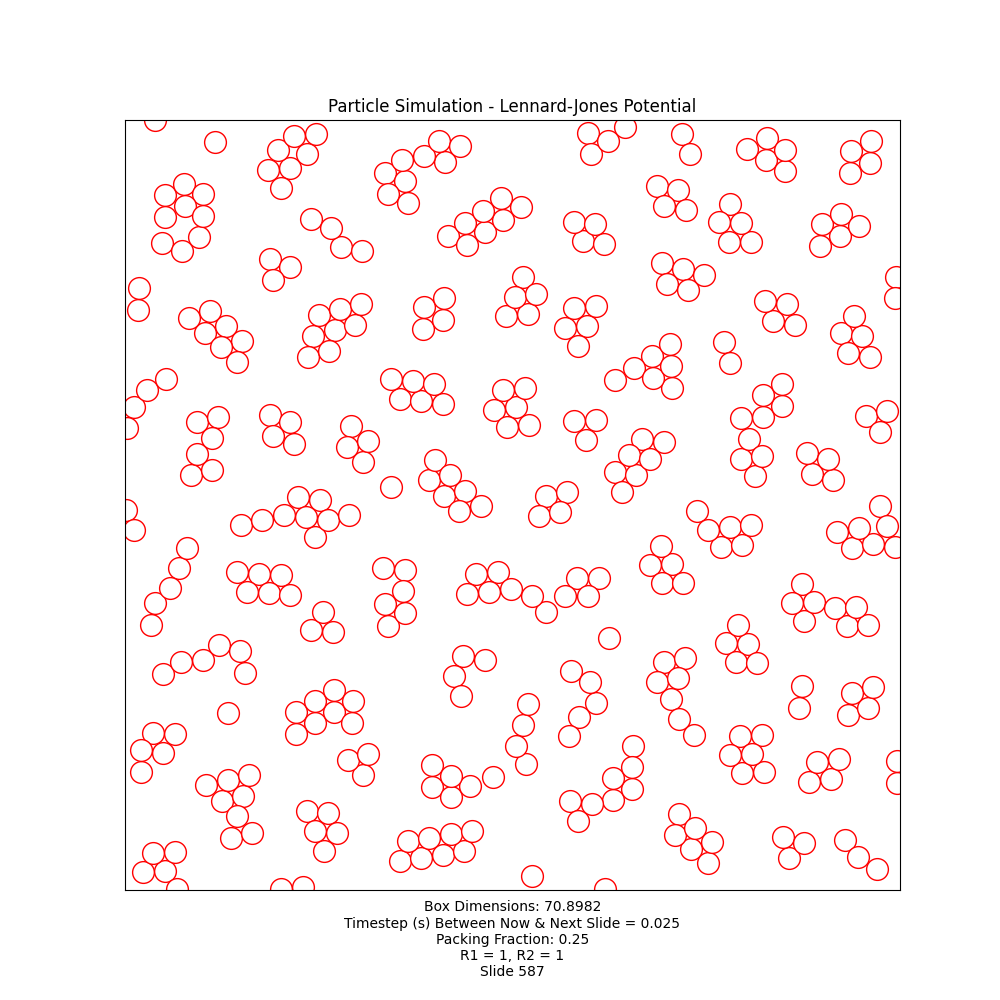 Particle Simulation - Lennard-Jones Potential
Box Dimensions: 70.8982
Timestep (s) Between Now & Next Slide = 0.025
Packing Fraction: 0.25
R1 = 1, R2 = 1
Slide 587